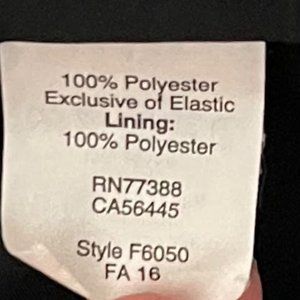 100% Polyester
Exclusive of Elastic
Lining:
100% Polyester
RN77388
CA56445
Style F6050
FA 16